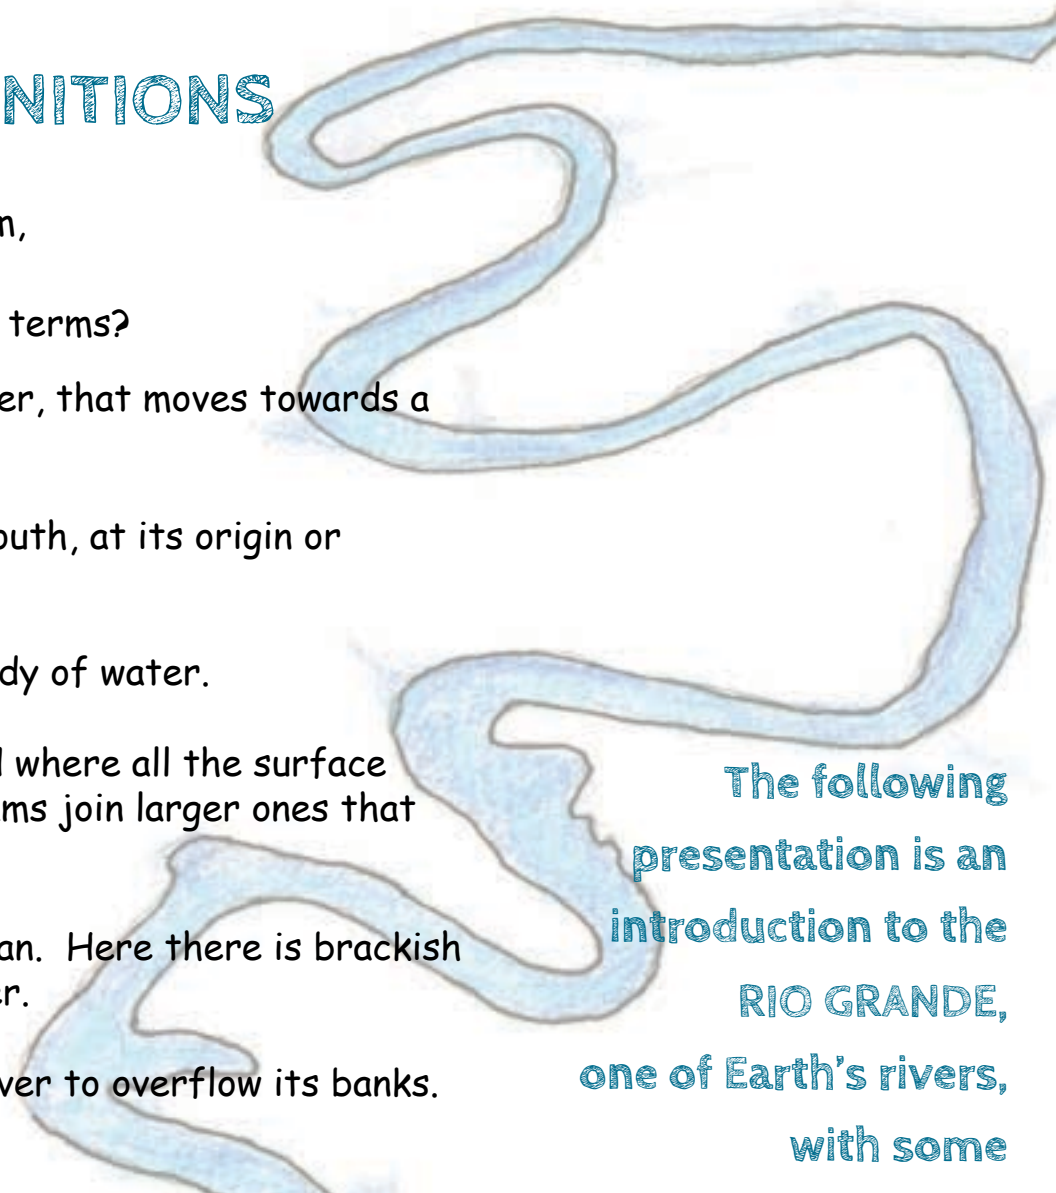 NITIONS
n,
terms?
er, that moves towards a
outh, at its origin or
dy of water.
l where all the surface
ms join larger ones that
an.  Here there is brackish
er.
ver to overflow its banks.
The following
presentation is an
introduction to the
RIO GRANDE,
one of Earth’s rivers,
with some